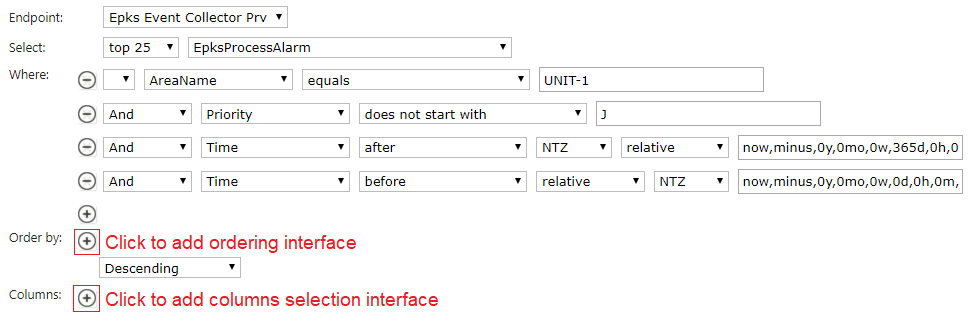 Endpoint: Epks Event Collector Prv
Select: top 25 EpksProcessAlarm
Where: AreaName equals UNIT-1
And Priority does not start with J
And Time after NTZ relative now,minus,0y,0mo,0w,365d,0h,0
And Time before relative NTZ now,minus,0y,0mo,0w,0d,0h,0m,
Order by: Click to add ordering interface
Descending
Columns: Click to add columns selection interface